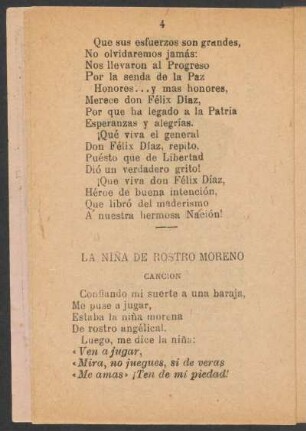 4
Que sus esfuerzos son grandes,
No olvidaremos jamás:
Nos llevaron al Progreso
Por la senda de la Paz
Honores...y mas honores,
Merece don Félix Díaz,
Por que ha legado a la Patria
Esperanzas y alegrías.
¡Qué viva el general
Don Félix Díaz, repito,
Puésto que de Libertad
Dió un verdadero grito!
¡Que viva don Félix Díaz,
Héroe de buena intención,
Que libró del maderismo
A nuestra hermosa Nación!
LA NIÑA DE ROSTRO MORENO
CANCION
Confiando mi suerte a una baraja,
Me puse a jugar,
Estaba la niña morena
De rostro angélical.
Luego, me dice la niña:
«Ven a jugar,
«Mira, no juegues, si de veras
«Me amas» ¡Ten de mí piedad!